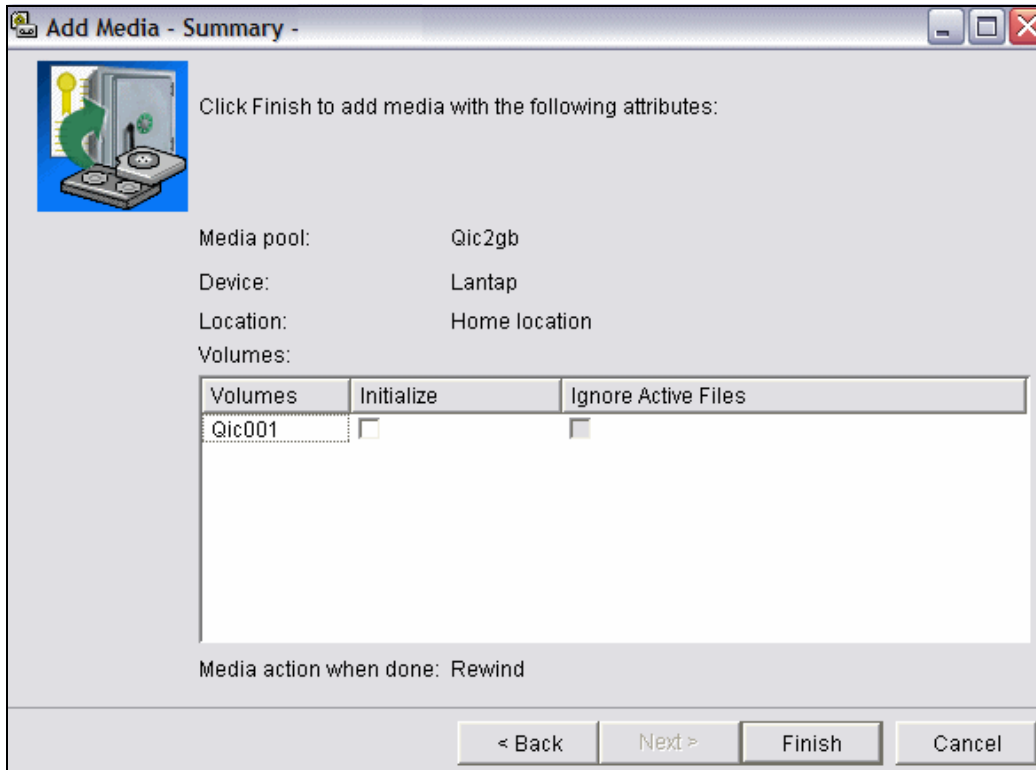 Add Media - Summary -
Click Finish to add media with the following attributes:
Media pool: Qic2gb
Device: Lantap
Location: Home location
Volumes:
Volumes Initialize Ignore Active Files
Qic001
Media action when done: Rewind
< Back Next > Finish Cancel